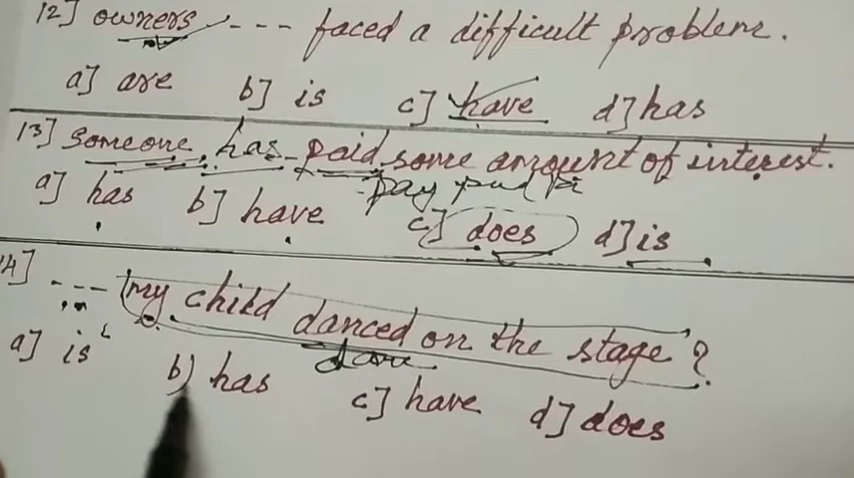 12] owners --- faced a difficult problem.
a] are b] is c] have d] has
13] Someone has paid some amount of interest.
pay paid
a] has b] have c] does d] is
14] --- my child danced on the stage?
a] is b) has c] have d] does